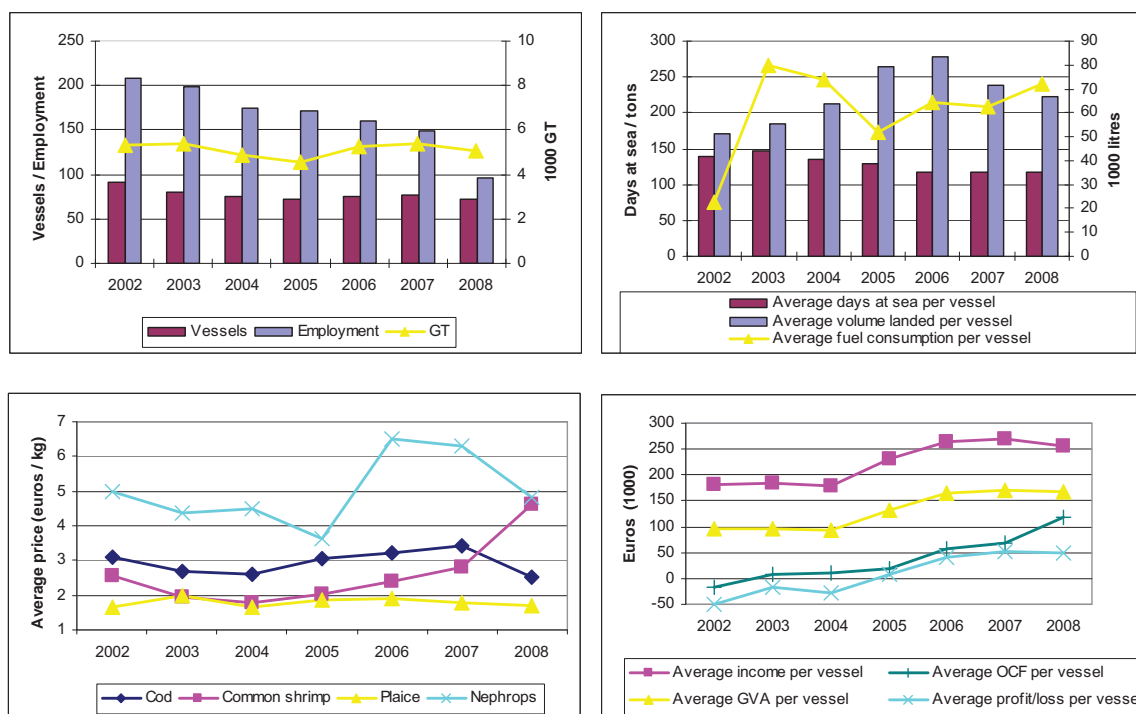 250
200
150
100
50
0
Vessels / Employment
10
8
6
4
2
0
1000 GT
2002 2003 2004 2005 2006 2007 2008
Vessels Employment GT
300
250
200
150
100
50
0
Days at sea / tons
90
80
70
60
50
40
30
20
10
0
1000 litres
2002 2003 2004 2005 2006 2007 2008
Average days at sea per vessel
Average volume landed per vessel
Average fuel consumption per vessel
7
6
5
4
3
2
1
Average price (euros / kg)
2002 2003 2004 2005 2006 2007 2008
Cod Common shrimp Plaice Nephrops
300
250
200
150
100
50
0
-50
Euros (1000)
2002 2003 2004 2005 2006 2007 2008
Average income per vessel Average OCF per vessel
Average GVA per vessel Average profit/loss per vesse